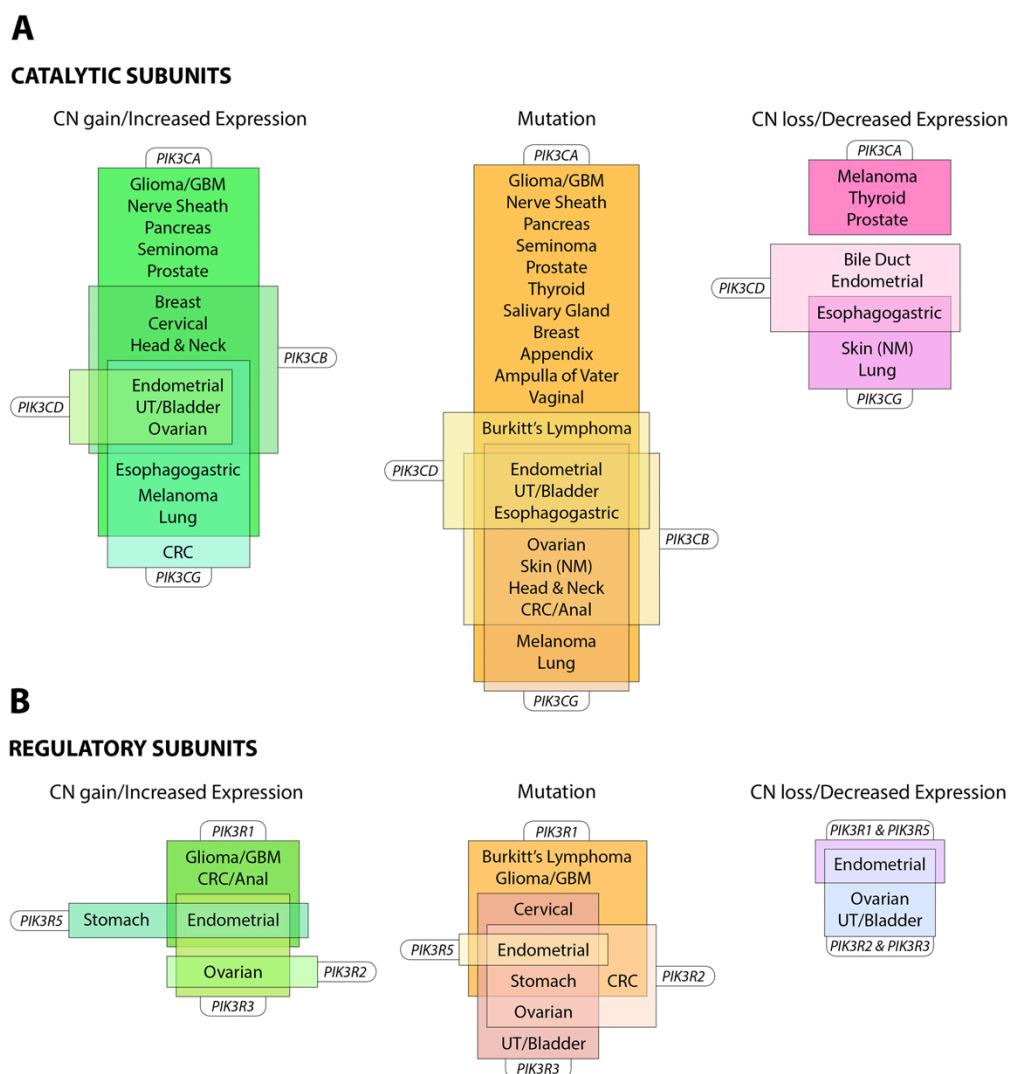 A
CATALYTIC SUBUNITS
CN gain/Increased Expression
PIK3CA
Glioma/GBM
Nerve Sheath
Pancreas
Seminoma
Prostate
Breast
Cervical
Head & Neck
PIK3CB
Endometrial
UT/Bladder
Ovarian
PIK3CD
Esophagogastric
Melanoma
Lung
CRC
PIK3CG
Mutation
PIK3CA
Glioma/GBM
Nerve Sheath
Pancreas
Seminoma
Prostate
Thyroid
Salivary Gland
Breast
Appendix
Ampulla of Vater
Vaginal
Burkitt's Lymphoma
PIK3CD
Endometrial
UT/Bladder
Esophagogastric
PIK3CB
Ovarian
Skin (NM)
Head & Neck
CRC/Anal
Melanoma
Lung
PIK3CG
CN loss/Decreased Expression
PIK3CA
Melanoma
Thyroid
Prostate
Bile Duct
Endometrial
PIK3CD
Esophagogastric
Skin (NM)
Lung
PIK3CG
B
REGULATORY SUBUNITS
CN gain/Increased Expression
PIK3R1
Glioma/GBM
CRC/Anal
PIK3R5
Stomach
Endometrial
Ovarian
PIK3R2
PIK3R3
Mutation
PIK3R1
Burkitt's Lymphoma
Glioma/GBM
Cervical
PIK3R5
Endometrial
Stomach
CRC
PIK3R2
Ovarian
UT/Bladder
PIK3R3
CN loss/Decreased Expression
PIK3R1 & PIK3R5
Endometrial
Ovarian
UT/Bladder
PIK3R2 & PIK3R3